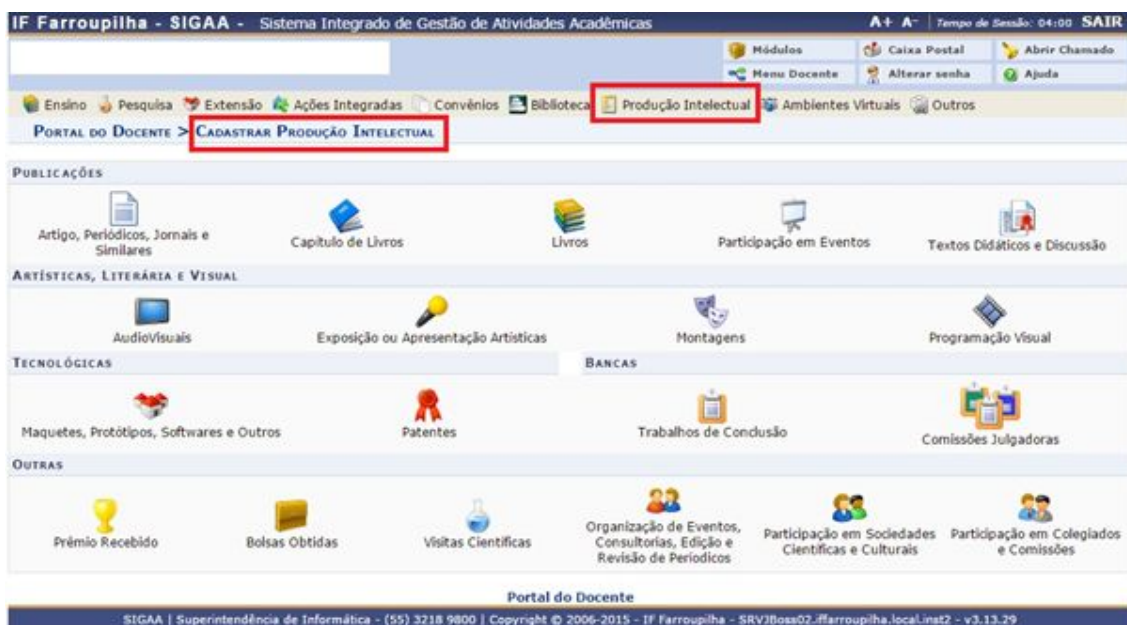 IF Farroupilha - SIGAA - Sistema Integrado de Gestão de Atividades Acadêmicas A+ A- Tempo de Sessão: 04:00 SAIR
Módulos Caixa Postal Abrir Chamado
Menu Docente Alterar senha Ajuda
Ensino Pesquisa Extensão Ações Integradas Convênios Biblioteca Produção Intelectual Ambientes Virtuais Outros
PORTAL DO DOCENTE > CADASTRAR PRODUÇÃO INTELECTUAL
PUBLICAÇÕES
Artigo, Periódicos, Jornais e
Similares
Capítulo de Livros
Livros
Participação em Eventos
Textos Didáticos e Discussão
ARTÍSTICAS, LITERÁRIA E VISUAL
AudioVisuais
Exposição ou Apresentação Artísticas
Montagens
Programação Visual
TECNOLÓGICAS
BANCAS
Maquetes, Protótipos, Softwares e Outros
Patentes
Trabalhos de Conclusão
Comissões Julgadoras
OUTRAS
Prêmio Recebido
Bolsas Obtidas
Visitas Científicas
Organização de Eventos,
Consultorias, Edição e
Revisão de Periodicos
Participação em Sociedades
Científicas e Culturais
Participação em Colegiados
e Comissões
Portal do Docente
SIGAA | Superintendência de Informática - (55) 3218 9800 | Copyright © 2006-2015 - IF Farroupilha - SRVJBoss02.iffarroupilha.local.inst2 - v3.13.29